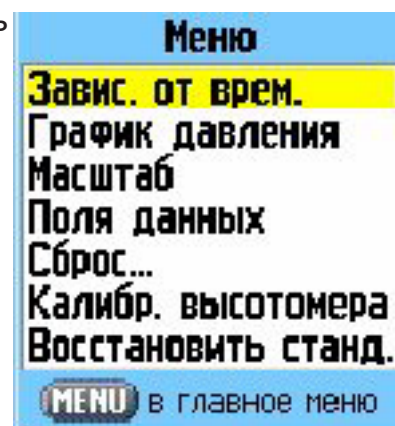 Меню
Завис. от врем.
График давления
Масштаб
Поля данных
Сброс...
Калибр. высотомера
Восстановить станд.
MENU в главное меню